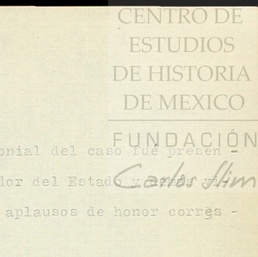 CENTRO DE
ESTUDIOS
DE HISTORIA
DE MEXICO
FUNDACIÓN
Carlos Slim
onial del caso fué presen -
dor del Estado y
aplausos de honor corres -